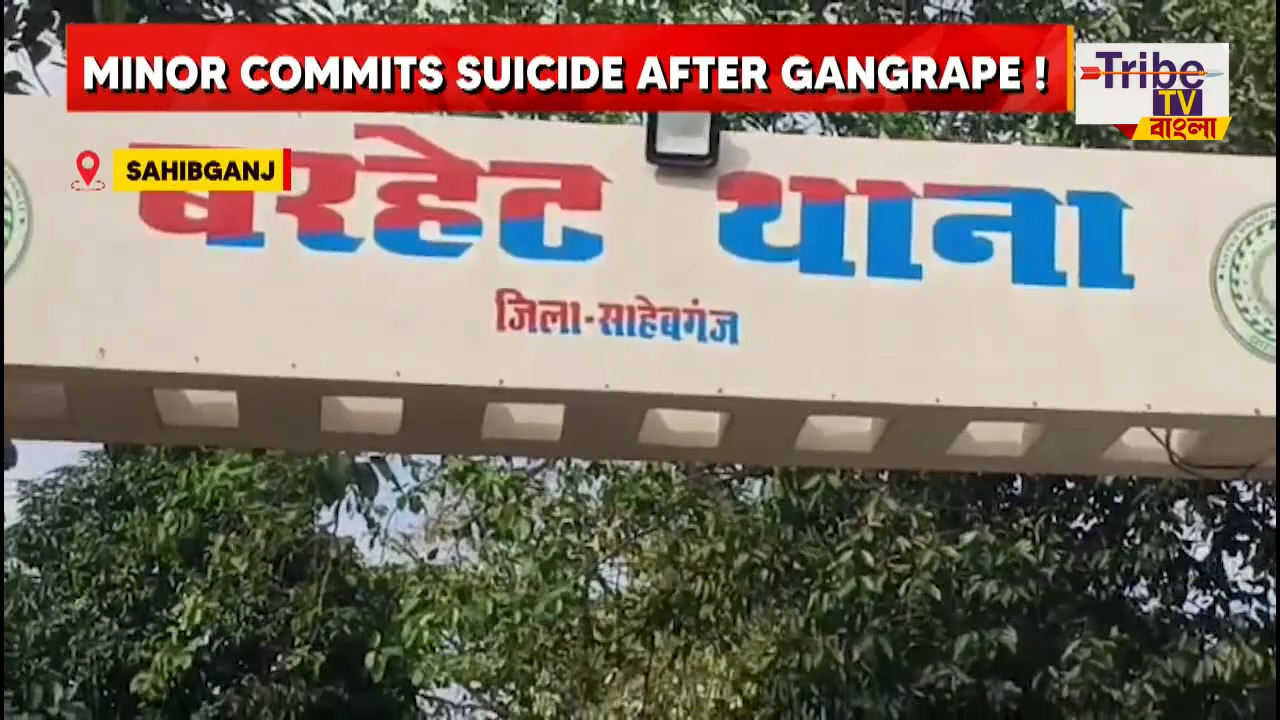 MINOR COMMITS SUICIDE AFTER GANGRAPE !
Tribe
TV
বাংলা
SAHIBGANJ
बरहेट थाना
जिला-साहेबगंज